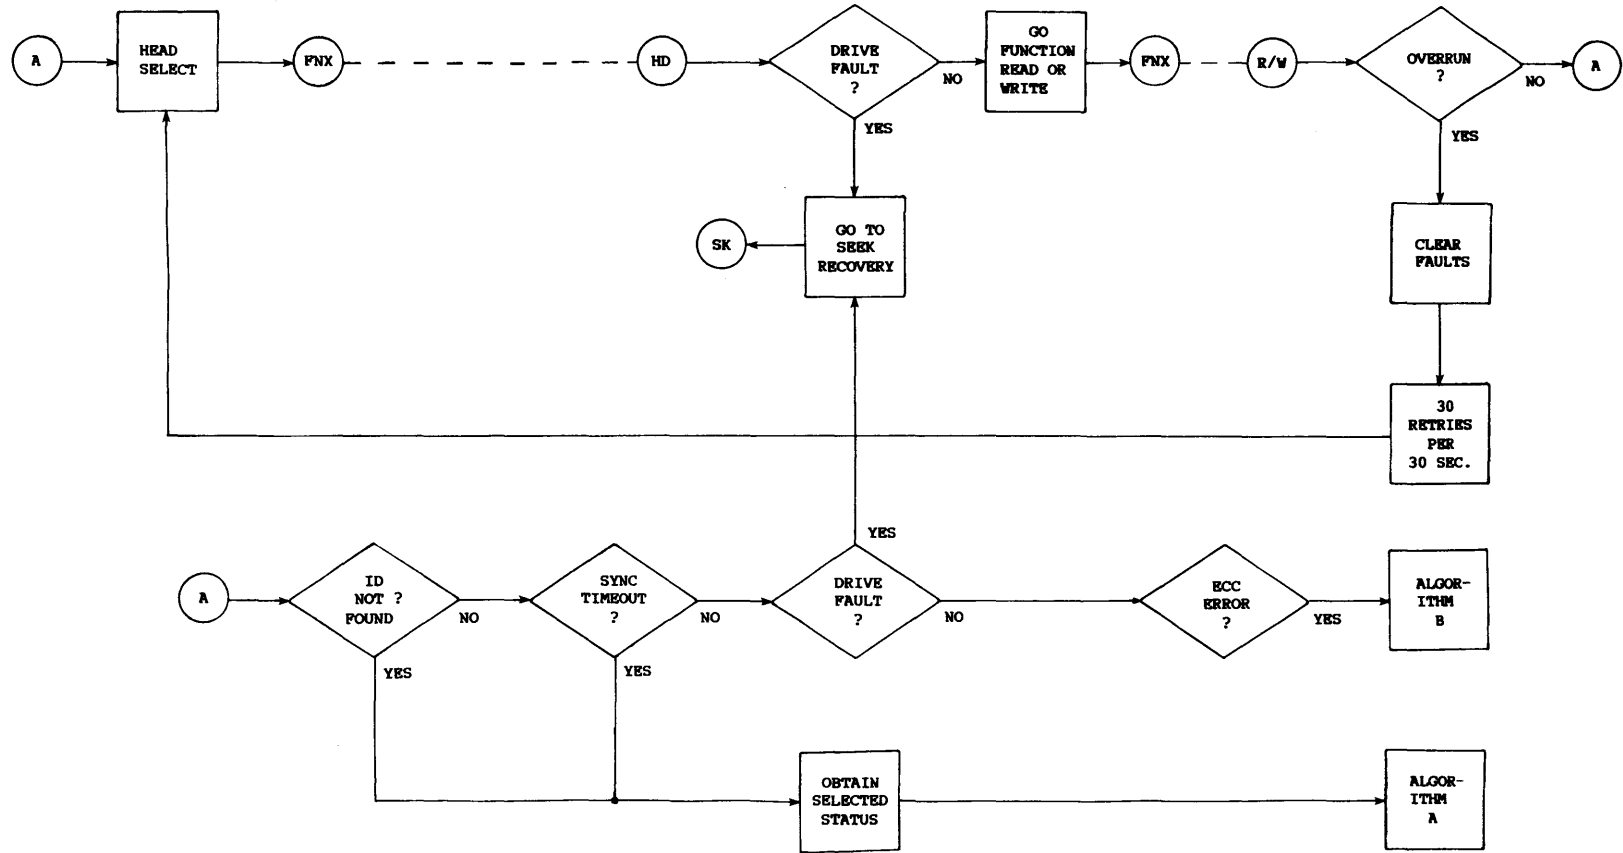 A
HEAD
SELECT
FNX
HD
DRIVE
FAULT
?
NO
YES
GO
FUNCTION
READ OR
WRITE
FNX
R/W
OVERRUN
?
NO
YES
A
SK
GO TO
SEEK
RECOVERY
CLEAR
FAULTS
30
RETRIES
PER
30 SEC.
A
ID
NOT ?
FOUND
NO
YES
SYNC
TIMEOUT
?
NO
YES
YES
DRIVE
FAULT
?
NO
ECC
ERROR
?
YES
ALGOR-
ITHM
B
OBTAIN
SELECTED
STATUS
ALGOR-
ITHM
A